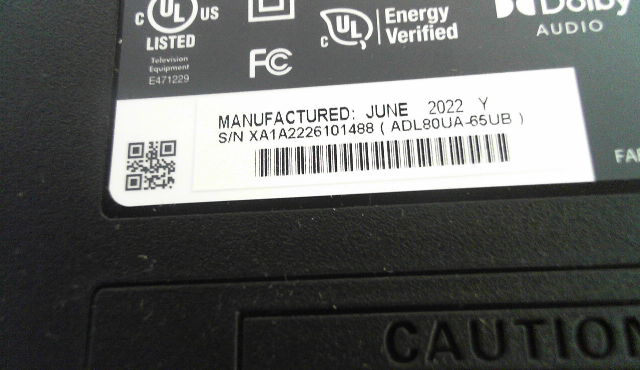 c UL US
LISTED
Television
Equipment
E471229
FC
c UL
Energy
Verified
Dolby
AUDIO
MANUFACTURED: JUNE 2022 Y
S/N XA1A2226101488 ( ADL80UA-65UB )
FAB
CAUTION